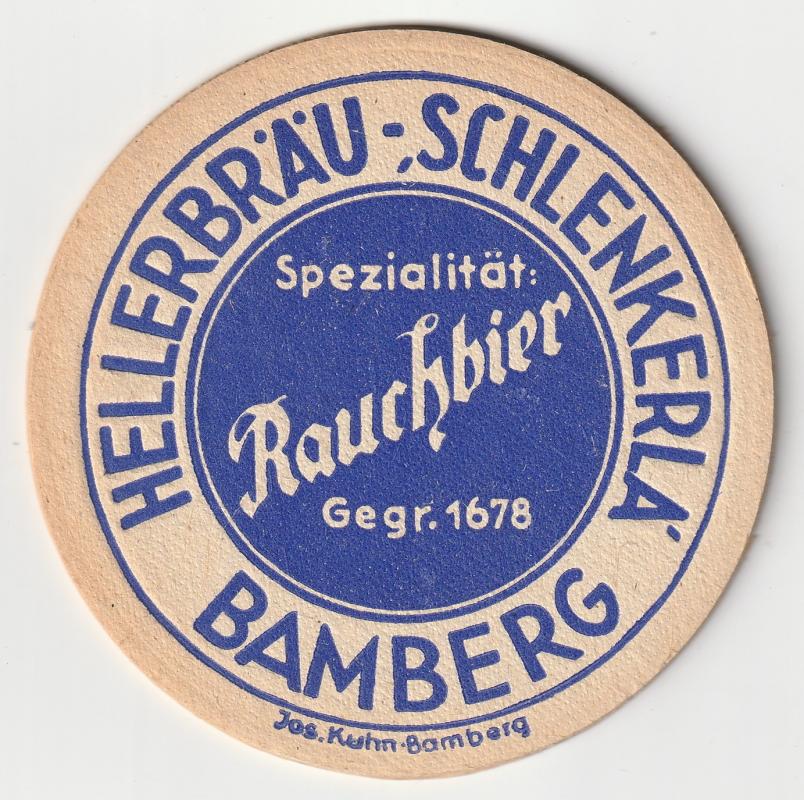 HELLERBRÄU-„SCHLENKERLA“
Spezialität:
Rauchbier
Gegr. 1678
BAMBERG
Jos. Kuhn-Bamberg